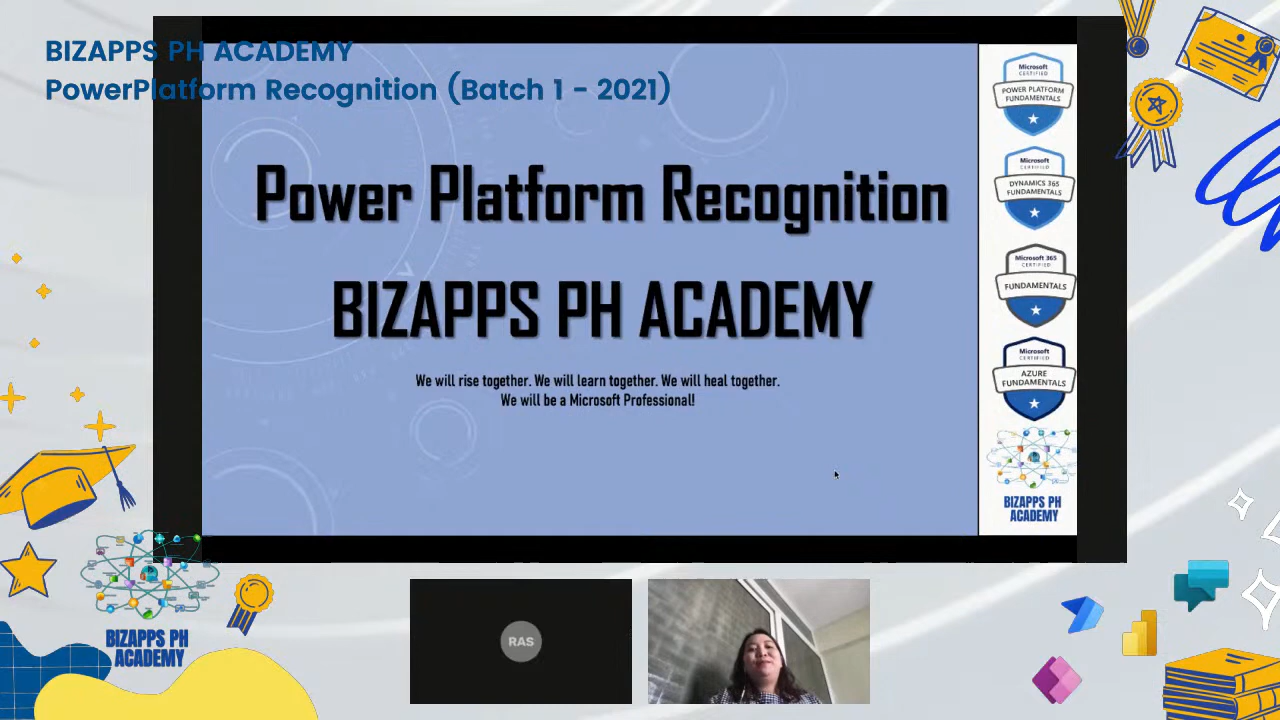 BIZAPPS PH ACADEMY
PowerPlatform Recognition (Batch 1 - 2021)
Power Platform Recognition
BIZAPPS PH ACADEMY
We will rise together. We will learn together. We will heal together.
We will be a Microsoft Professional!
Microsoft
CERTIFIED
POWER PLATFORM
FUNDAMENTALS
Microsoft
CERTIFIED
DYNAMICS 365
FUNDAMENTALS
Microsoft 365
CERTIFIED
FUNDAMENTALS
Microsoft
CERTIFIED
AZURE
FUNDAMENTALS
BIZAPPS PH
ACADEMY
BIZAPPS PH
ACADEMY
RAS